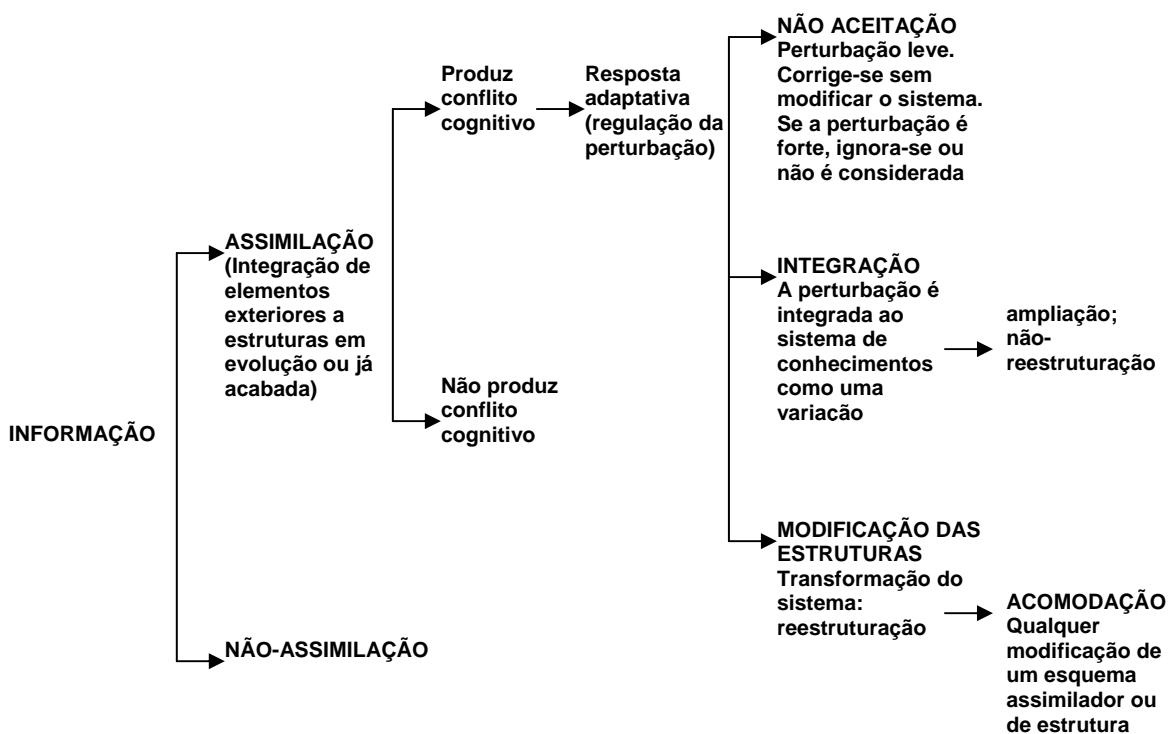 NÃO ACEITAÇÃO
Perturbação leve.
Corrige-se sem
modificar o sistema.
Se a perturbação é
forte, ignora-se ou
não é considerada
Produz
conflito
cognitivo
Resposta
adaptativa
(regulação da
perturbação)
ASSIMILAÇÃO
(Integração de
elementos
exteriores a
estruturas em
evolução ou já
acabada)
INTEGRAÇÃO
A perturbação é
integrada ao
sistema de
conhecimentos
como uma
variação
ampliação;
não-
reestruturação
Não produz
conflito
cognitivo
INFORMAÇÃO
MODIFICAÇÃO DAS
ESTRUTURAS
Transformação do
sistema:
reestruturação
ACOMODAÇÃO
Qualquer
modificação de
um esquema
assimilador ou
de estrutura
NÃO-ASSIMILAÇÃO